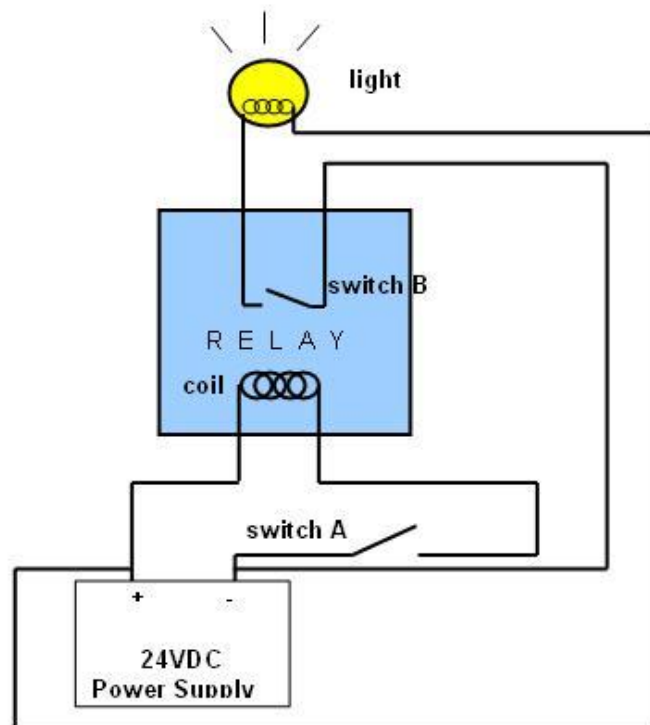 light
switch B
R E L A Y
coil
switch A
+ -
24VDC
Power Supply